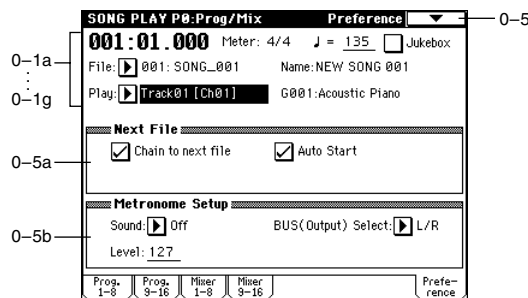 SONG PLAY P0:Prog/Mix Preference
0–5
001:01.000 Meter: 4/4 ♩ = 135 Jukebox
0–1a
File: 001: SONG_001 Name:NEW SONG 001
0–1g
Play: Track01 [Ch01] G001:Acoustic Piano
Next File
0–5a
Chain to next file Auto Start
Metronome Setup
0–5b
Sound: Off BUS(Output) Select: L/R
Level: 127
Prog. 1–8 Prog. 9–16 Mixer 1–8 Mixer 9–16 Prefe–rence